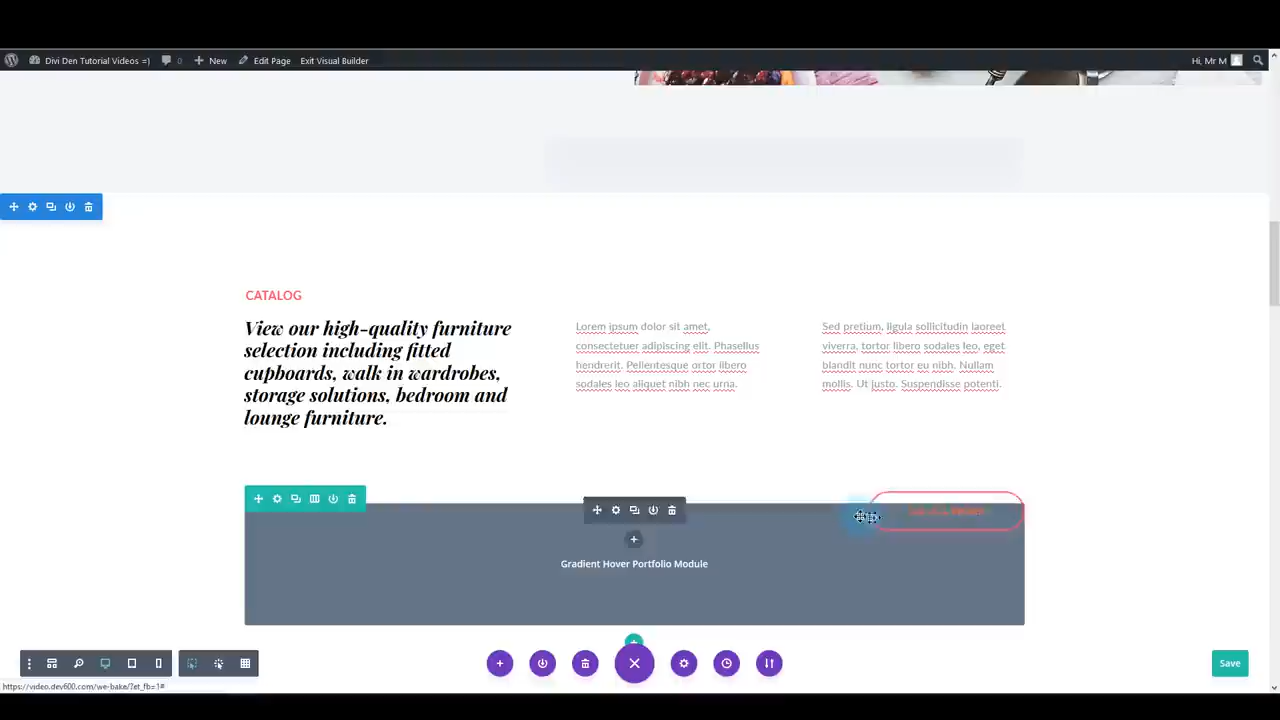 Divi Den Tutorial Videos =) 0 New Edit Page Exit Visual Builder Hi, Mr M
CATALOG
View our high-quality furniture
selection including fitted
cupboards, walk in wardrobes,
storage solutions, bedroom and
lounge furniture.
Lorem ipsum dolor sit amet,
consectetuer adipiscing elit. Phasellus
hendrerit. Pellentesque ortor libero
sodales leo aliquet nibh nec urna.
Sed pretium, ligula sollicitudin laoreet
viverra, tortor libero sodales leo, eget
blandit nunc tortor eu nibh. Nullam
mollis. Ut justo. Suspendisse potenti.
Gradient Hover Portfolio Module
Save
https://video.dev600.com/we-bake/?et_fb=1#